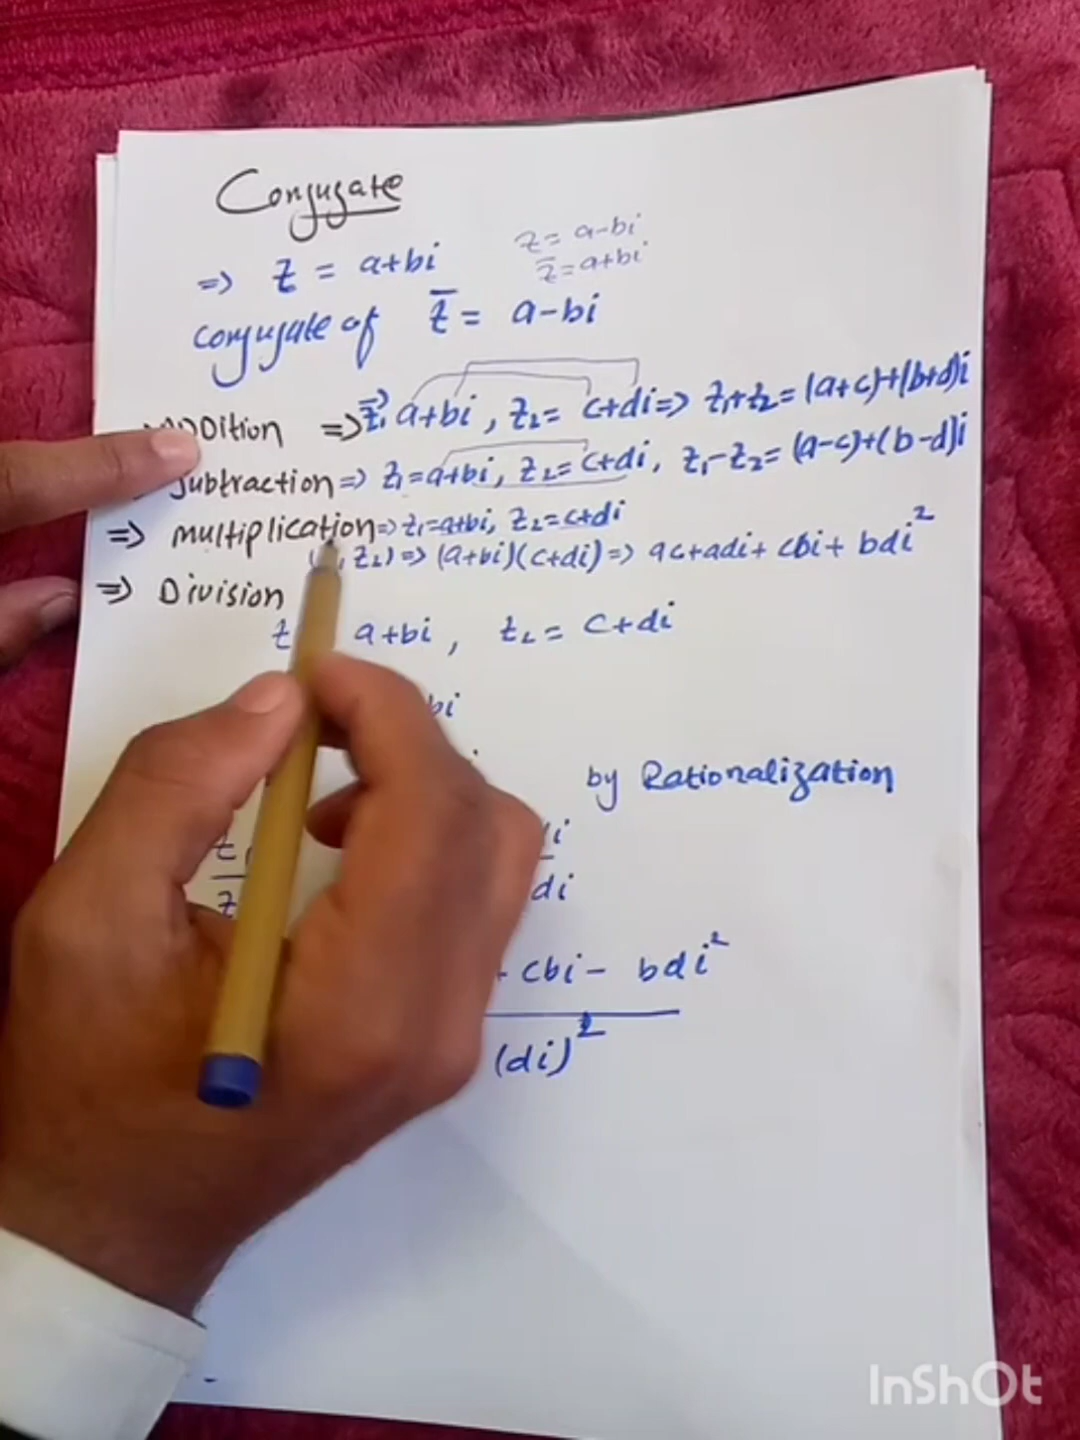 Conjugate
z = a-bi
z̅ = a+bi
=> z = a+bi
Conjugate of z̅ = a-bi
=> z₁ a+bi, z₂ = c+di => z₁+z₂ = (a+c)+(b+d)i
Subtraction => z₁=a+bi, z₂=c+di, z₁-z₂=(a-c)+(b-d)i
=> multiplication => z₁=a+bi, z₂=c+di
z₂) => (a+bi)(c+di) => ac+adi+cbi+bdi²
=> Division
z a+bi, z₂ = c+di
bi
by Rationalization
z₁ di
z di
cbi - bdi²
(di)²
InShOt